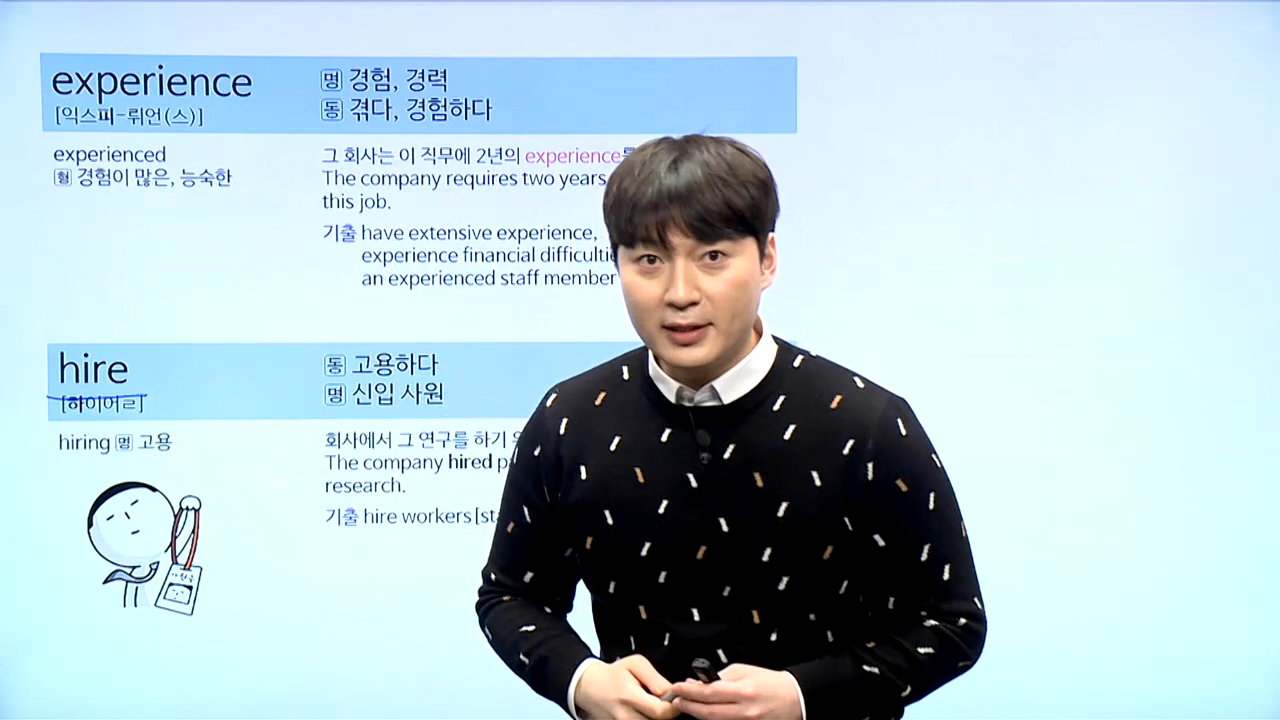 experience
명 경험, 경력
[익스피-뤼언(스)]
동 겪다, 경험하다
experienced
형 경험이 많은, 능숙한
그 회사는 이 직무에 2년의 experience를
The company requires two years
this job.
기출 have extensive experience,
experience financial
an experienced staff member
hire
동 고용하다
[하이어ㄹ]
명 신입 사원
hiring 명 고용
회사에서 그 연구를 하기
The company hired
research.
기출 hire workers